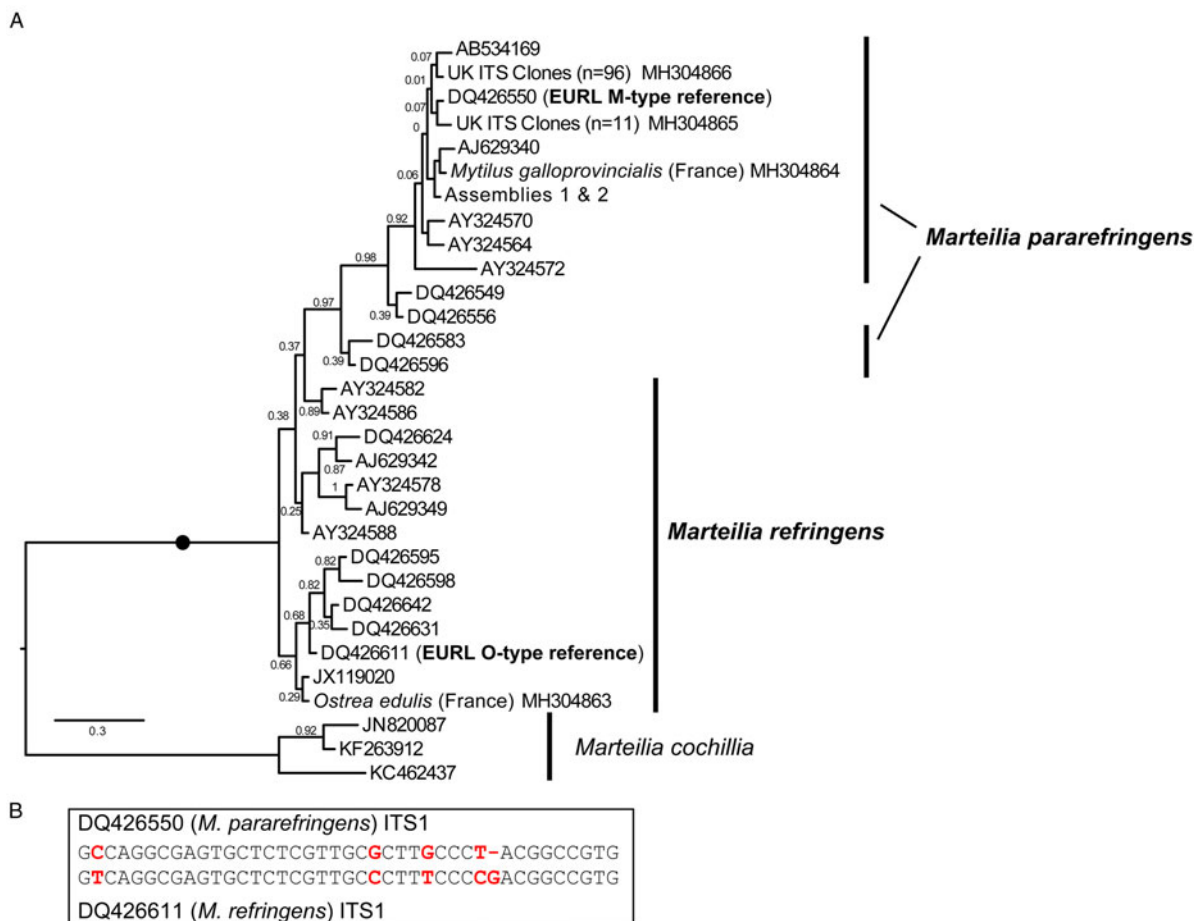 A
0.07
AB534169
0.01
UK ITS Clones (n=96) MH304866
0.07
DQ426550 (EURL M-type reference)
0
UK ITS Clones (n=11) MH304865
AJ629340
0.06
Mytilus galloprovincialis (France) MH304864
Assemblies 1 & 2
0.92
AY324570
AY324564
Marteilia pararefringens
0.98
AY324572
0.97
DQ426549
0.39
DQ426556
DQ426583
0.37
0.39
DQ426596
AY324582
0.38
0.89
AY324586
0.91
DQ426624
0.87
AJ629342
1
AY324578
0.25
AJ629349
AY324588
Marteilia refringens
0.82
DQ426595
0.82
DQ426598
DQ426642
0.68
0.35
DQ426631
0.66
DQ426611 (EURL O-type reference)
JX119020
0.29
Ostrea edulis (France) MH304863
0.3
0.92
JN820087
KF263912
Marteilia cochillia
KC462437
B
DQ426550 (M. pararefringens) ITS1
GCCAGGCGAGTGCTCTCGTTGCGCTTGCCCT-ACGGCCGTG
GTCAGGCGAGTGCTCTCGTTGCCCTTTCCCCGACGGCCGTG
DQ426611 (M. refringens) ITS1